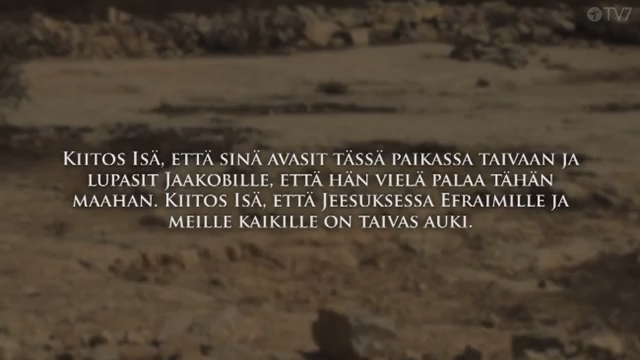 TV7
Kiitos Isä, että sinä avasit tässä paikassa taivaan ja
lupasit Jaakobille, että hän vielä palaa tähän
maahan. Kiitos Isä, että Jeesuksessa Efraimille ja
meille kaikille on taivas auki.